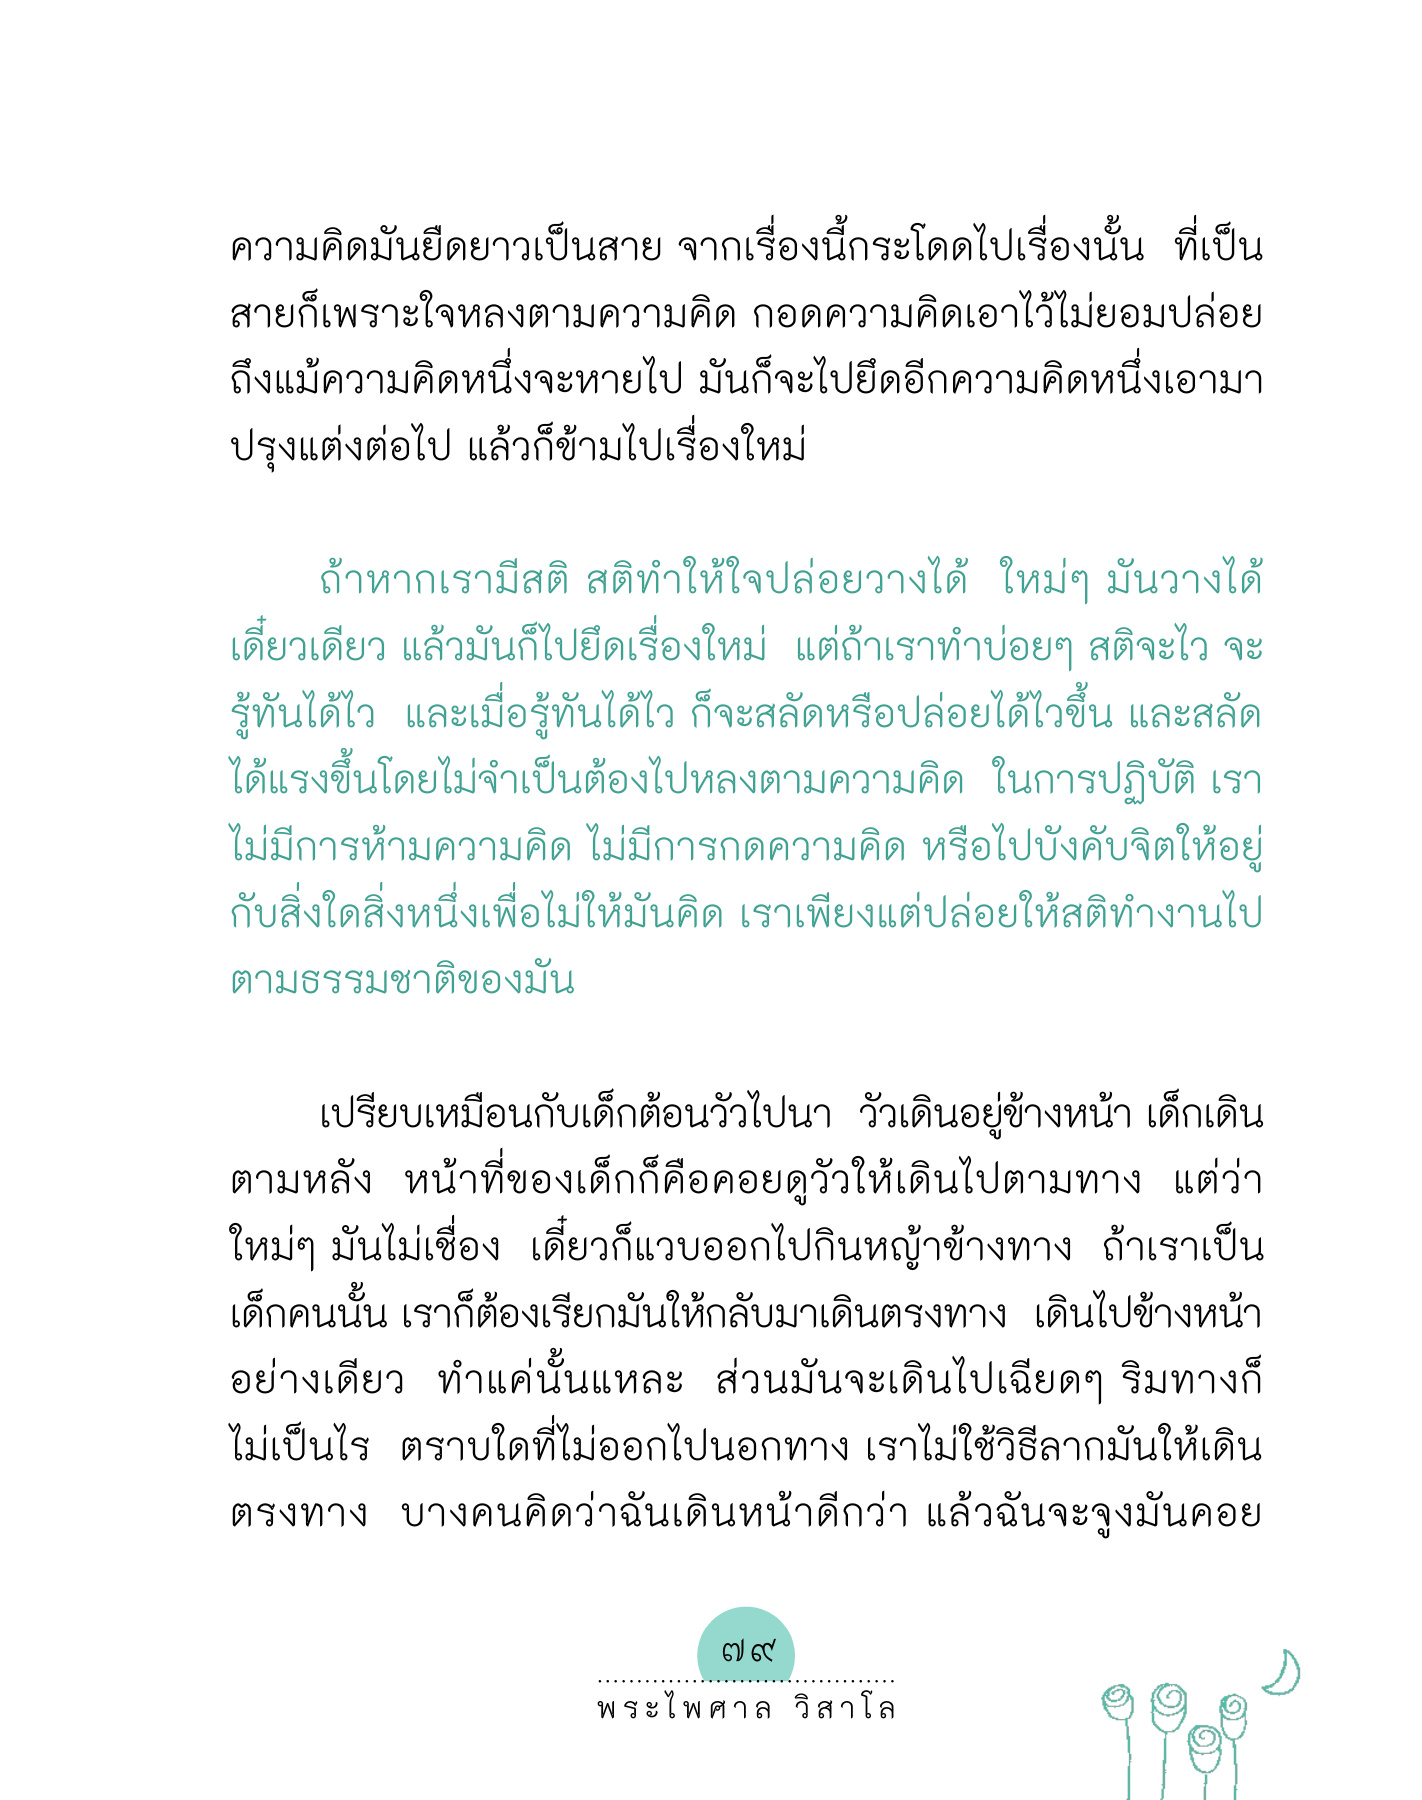 ความคิดมันยืดยาวเป็นสาย จากเรื่องนี้กระโดดไปเรื่องนั้น ที่เป็น
สายก็เพราะใจหลงตามความคิด กอดความคิดเอาไว้ไม่ยอมปล่อย
ถึงแม้ความคิดหนึ่งจะหายไป มันก็จะไปยึดอีกความคิดหนึ่งเอามา
ปรุงแต่งต่อไป แล้วก็ข้ามไปเรื่องใหม่
ถ้าหากเรามีสติ สติทำให้ใจปล่อยวางได้ ใหม่ๆ มันวางได้
เดี๋ยวเดียว แล้วมันก็ไปยึดเรื่องใหม่ แต่ถ้าเราทำบ่อยๆ สติจะไว จะ
รู้ทันได้ไว และเมื่อรู้ทันได้ไว ก็จะสลัดหรือปล่อยได้ไวขึ้น และสลัด
ได้แรงขึ้นโดยไม่จำเป็นต้องไปหลงตามความคิด ในการปฏิบัติ เรา
ไม่มีการห้ามความคิด ไม่มีการกดความคิด หรือไปบังคับจิตให้อยู่
กับสิ่งใดสิ่งหนึ่งเพื่อไม่ให้มันคิด เราเพียงแต่ปล่อยให้สติทำงานไป
ตามธรรมชาติของมัน
เปรียบเหมือนกับเด็กต้อนวัวไปนา วัวเดินอยู่ข้างหน้า เด็กเดิน
ตามหลัง หน้าที่ของเด็กก็คือคอยดูวัวให้เดินไปตามทาง แต่ว่า
ใหม่ๆ มันไม่เชื่อง เดี๋ยวก็แวบออกไปกินหญ้าข้างทาง ถ้าเราเป็น
เด็กคนนั้น เราก็ต้องเรียกมันให้กลับมาเดินตรงทาง เดินไปข้างหน้า
อย่างเดียว ทำแค่นั้นแหละ ส่วนมันจะเดินไปเฉียดๆ ริมทางก็
ไม่เป็นไร ตราบใดที่ไม่ออกไปนอกทาง เราไม่ใช้วิธีลากมันให้เดิน
ตรงทาง บางคนคิดว่าฉันเดินหน้าดีกว่า แล้วฉันจะจูงมันคอย
๗๙
พระไพศาล วิสาโล